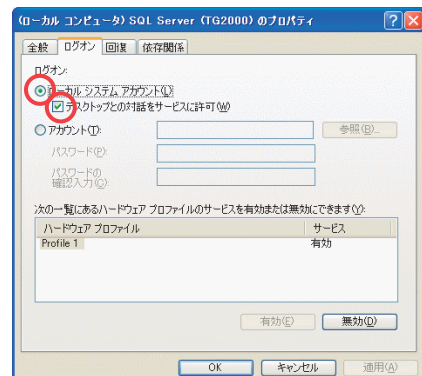 (ローカル コンピュータ) SQL Server (TG2000) のプロパティ
全般 ログオン 回復 依存関係
ログオン:
ローカル システム アカウント(L)
デスクトップとの対話をサービスに許可(W)
アカウント(T): 参照(B)...
パスワード(P):
パスワードの
確認入力(C):
次の一覧にあるハードウェア プロファイルのサービスを有効または無効にできます(Y):
ハードウェア プロファイル サービス
Profile 1 有効
有効(E) 無効(D)
OK キャンセル 適用(A)